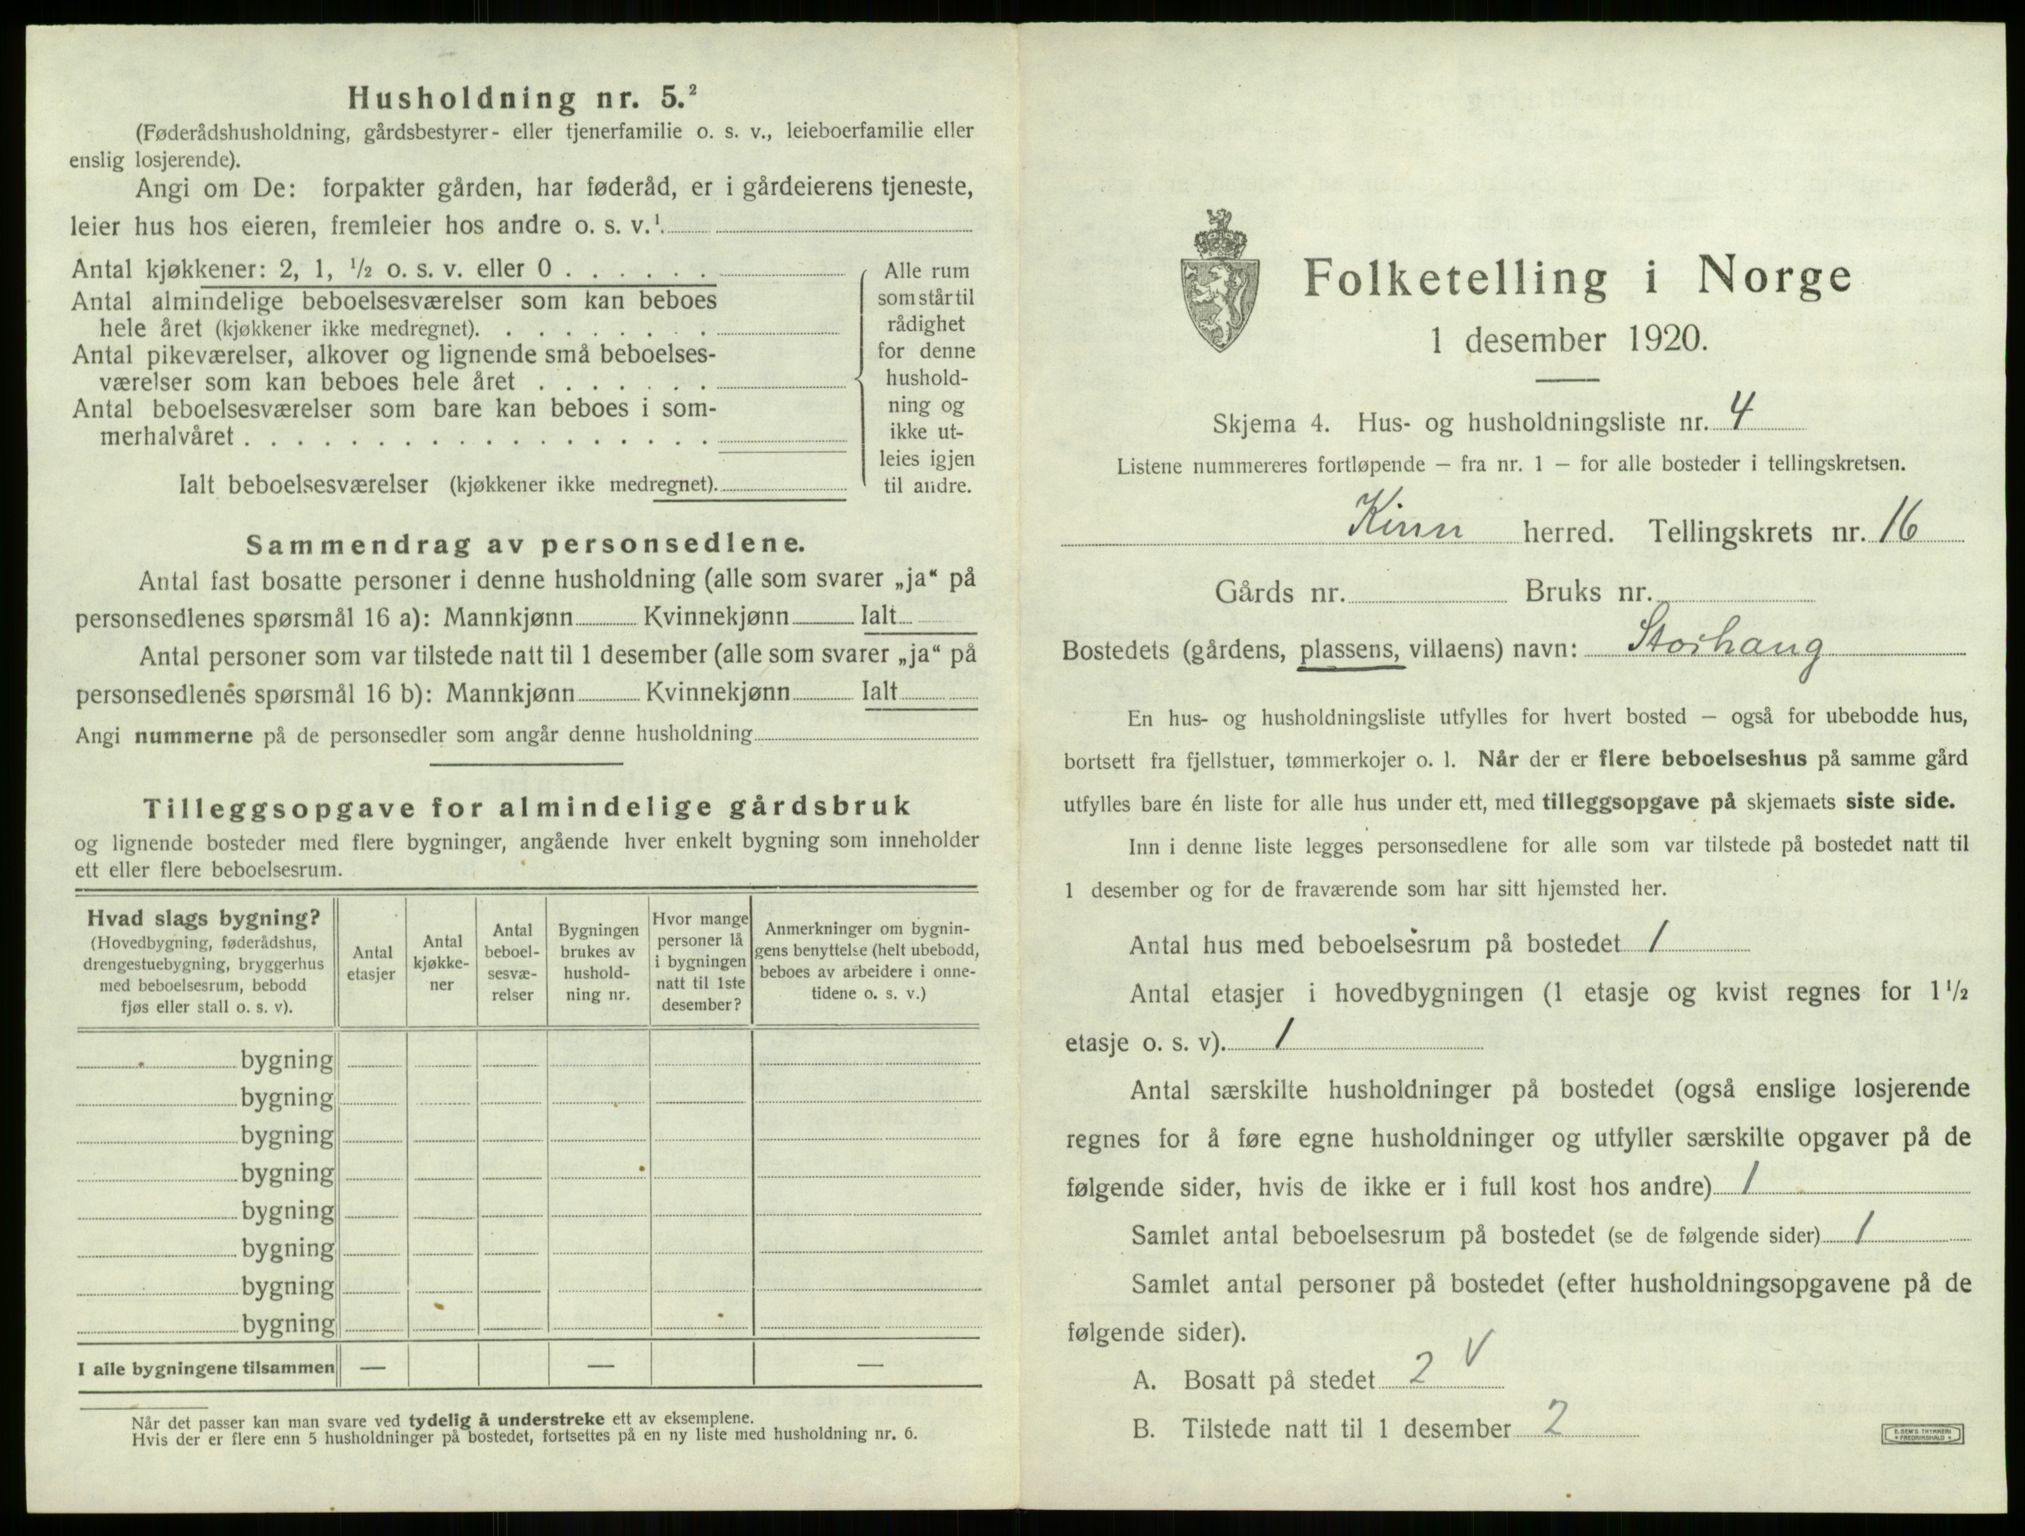 Husholdning nr. 5.²
(Føderådshusholdning, gårdsbestyrer- eller tjenerfamilie o. s. v., leieboerfamilie eller
enslig losjerende).
Angi om De: forpakter gården, har føderåd, er i gårdeierens tjeneste,
leier hus hos eieren, fremleier hos andre o. s. v.¹
Antal kjøkkener: 2, 1, ½ o. s. v. eller 0 . . . . . .
Antal almindelige beboelsesværelser som kan beboes
hele året (kjøkkener ikke medregnet). . . . . . . . .
Antal pikeværelser, alkover og lignende små beboelses-
værelser som kan beboes hele året . . . . . . .
Antal beboelsesværelser som bare kan beboes i som-
merhalvåret . . . . . . . . . . . . . . . . . .
Ialt beboelsesværelser (kjøkkener ikke medregnet).
Alle rum
som står til
rådighet
for denne
hushold-
ning og
ikke ut-
leies igjen
til andre.
Sammendrag av personsedlene.
Antal fast bosatte personer i denne husholdning (alle som svarer „ja“ på
personsedlenes spørsmål 16 a): Mannkjønn Kvinnekjønn Ialt
Antal personer som var tilstede natt til 1 desember (alle som svarer „ja“ på
personsedlenes spørsmål 16 b): Mannkjønn Kvinnekjønn Ialt
Angi nummerne på de personsedler som angår denne husholdning
Tilleggsopgave for almindelige gårdsbruk
og lignende bosteder med flere bygninger, angående hver enkelt bygning som inneholder
ett eller flere beboelsesrum.
Hvad slags bygning?
(Hovedbygning, føderådshus,
drengestuebygning, bryggerhus
med beboelsesrum, bebodd
fjøs eller stall o. s. v).
Antal
etasjer
Antal
kjøkke-
ner
Antal
beboel-
sesvæ-
relser
Bygningen
brukes av
hushold-
ning nr.
Hvor mange
personer lå
i bygningen
natt til 1ste
desember?
Anmerkninger om bygnin-
gens benyttelse (helt ubebodd,
beboes av arbeidere i onne-
tidene o. s. v.)
bygning
bygning
bygning
bygning
bygning
bygning
bygning
bygning
I alle bygningene tilsammen — — —
Når det passer kan man svare ved tydelig å understreke ett av eksemplene.
Hvis der er flere enn 5 husholdninger på bostedet, fortsettes på en ny liste med husholdning nr. 6.
Folketelling i Norge
1 desember 1920.
Skjema 4. Hus- og husholdningsliste nr. 4
Listene nummereres fortløpende — fra nr. 1 — for alle bosteder i tellingskretsen.
Kinn herred. Tellingskrets nr. 16
Gårds nr. Bruks nr.
Bostedets (gårdens, plassens, villaens) navn: Storhaug
En hus- og husholdningsliste utfylles for hvert bosted — også for ubebodde hus,
bortsett fra fjellstuer, tømmerkojer o. l. Når der er flere beboelseshus på samme gård
utfylles bare én liste for alle hus under ett, med tilleggsopgave på skjemaets siste side.
Inn i denne liste legges personsedlene for alle som var tilstede på bostedet natt til
1 desember og for de fraværende som har sitt hjemsted her.
Antal hus med beboelsesrum på bostedet 1
Antal etasjer i hovedbygningen (1 etasje og kvist regnes for 1½
etasje o. s. v). 1
Antal særskilte husholdninger på bostedet (også enslige losjerende
regnes for å føre egne husholdninger og utfyller særskilte opgaver på de
følgende sider, hvis de ikke er i full kost hos andre) 1
Samlet antal beboelsesrum på bostedet (se de følgende sider) 1
Samlet antal personer på bostedet (efter husholdningsopgavene på de
følgende sider).
A. Bosatt på stedet 2 V
B. Tilstede natt til 1 desember 2
E. SEM'S TRYKKERI
FREDRIKSHALD